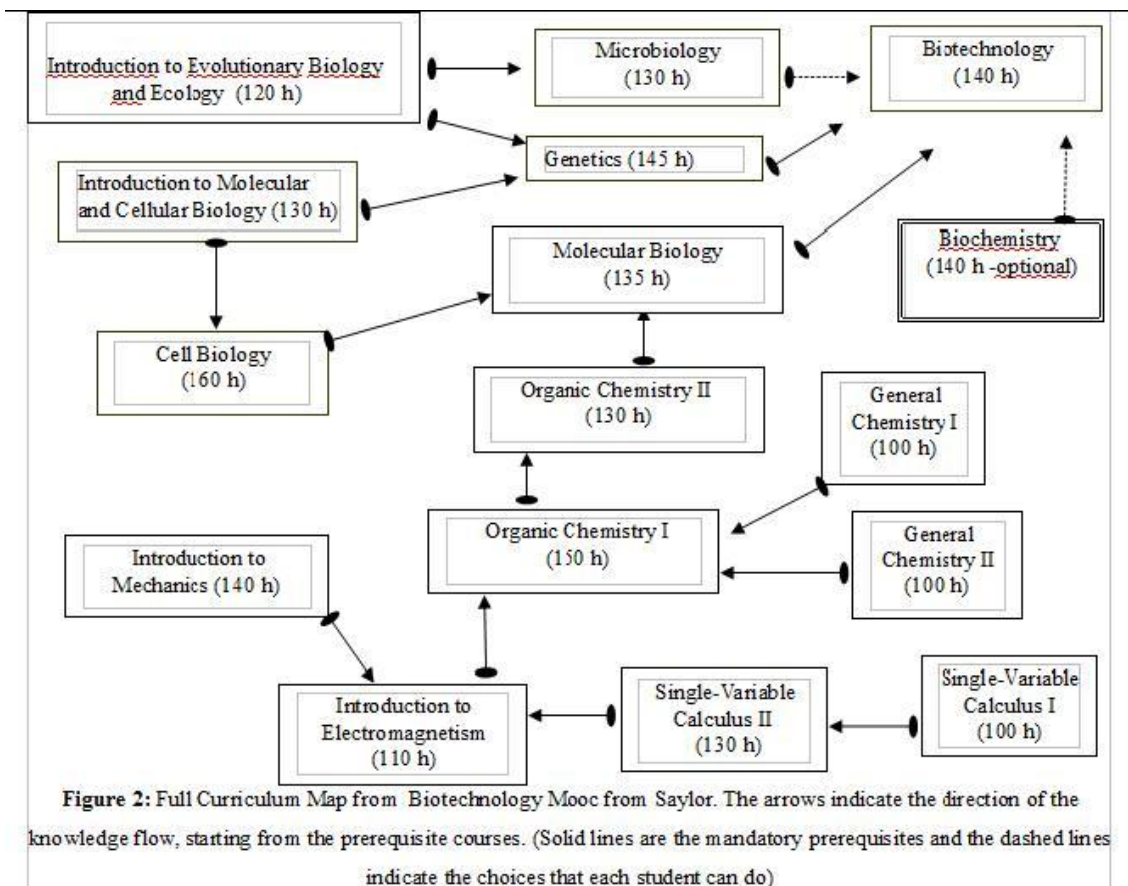 Introduction to Evolutionary Biology
and Ecology (120 h)
Microbiology
(130 h)
Biotechnology
(140 h)
Genetics (145 h)
Introduction to Molecular
and Cellular Biology (130 h)
Molecular Biology
(135 h)
Biochemistry
(140 h -optional)
Cell Biology
(160 h)
Organic Chemistry II
(130 h)
General
Chemistry I
(100 h)
Organic Chemistry I
(150 h)
General
Chemistry II
(100 h)
Introduction to
Mechanics (140 h)
Introduction to
Electromagnetism
(110 h)
Single-Variable
Calculus II
(130 h)
Single-Variable
Calculus I
(100 h)
Figure 2: Full Curriculum Map from Biotechnology Mooc from Saylor. The arrows indicate the direction of the
knowledge flow, starting from the prerequisite courses. (Solid lines are the mandatory prerequisites and the dashed lines
indicate the choices that each student can do)